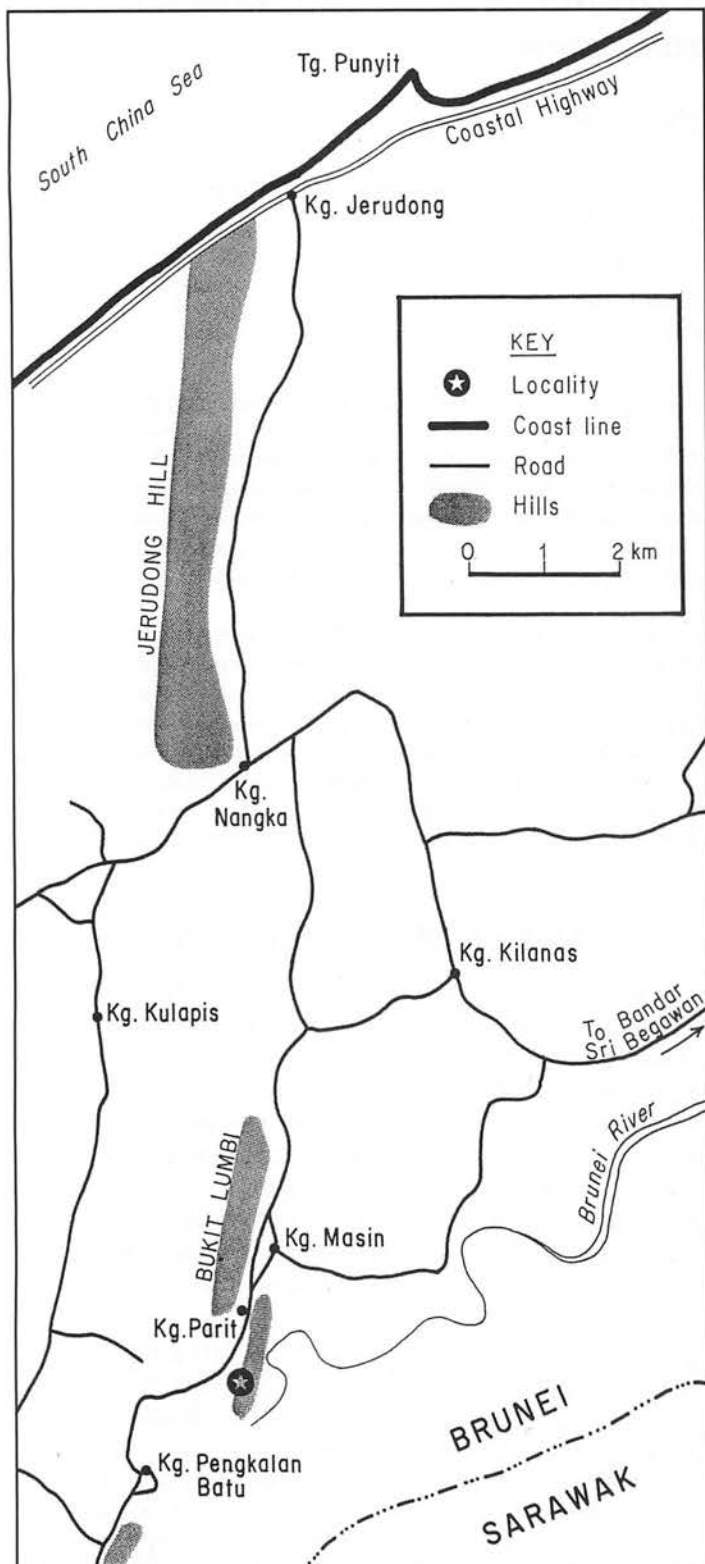 Tg. Punyit
South China Sea
Coastal Highway
Kg. Jerudong
KEY
Locality
Coast line
Road
Hills
0 1 2 km
JERUDONG HILL
Kg.
Nangka
Kg. Kilanas
Kg. Kulapis
To Bandar
Sri Begawan
Brunei River
BUKIT LUMBI
Kg. Masin
Kg. Parit
BRUNEI
SARAWAK
Kg. Pengkalan
Batu